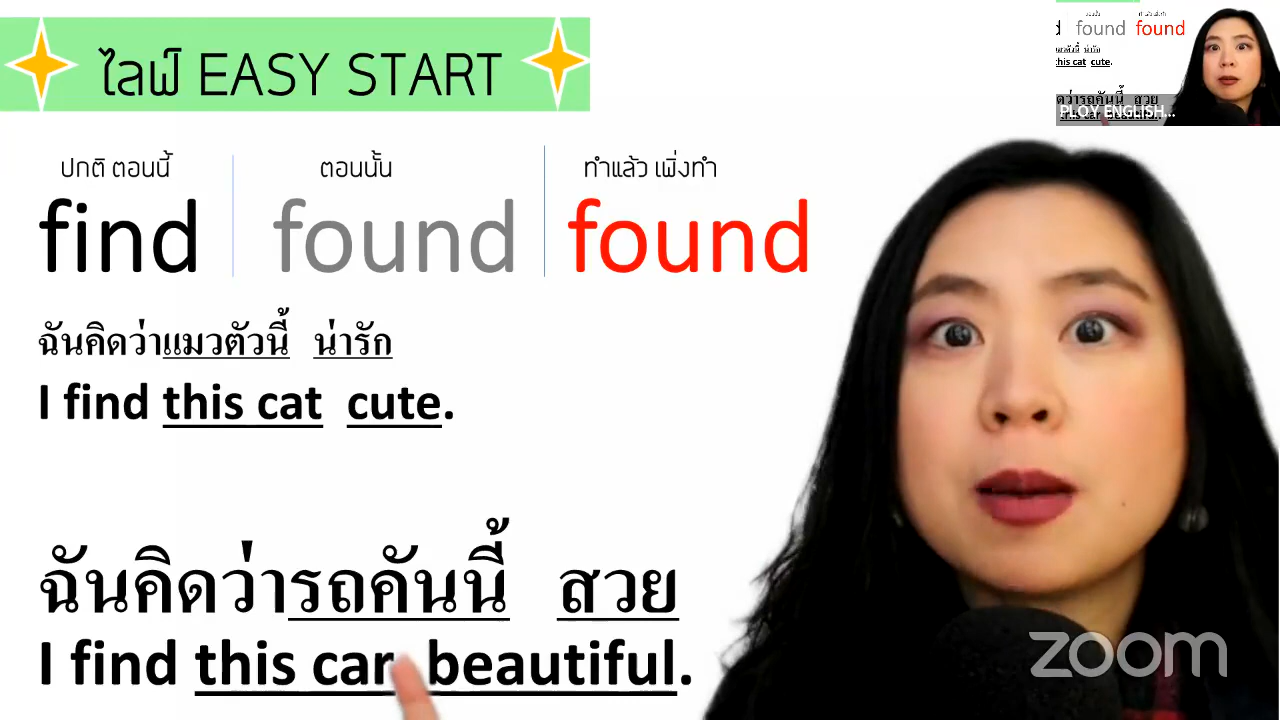 ไลฟ์ EASY START
ปกติ ตอนนี้
ตอนนั้น
ทำแล้ว เพิ่งทำ
find
found
found
ฉันคิดว่าแมวตัวนี้ น่ารัก
I find this cat cute.
ฉันคิดว่ารถคันนี้ สวย
I find this car beautiful.
zoom
found found
this cat cute.
PLOY ENGLISH...